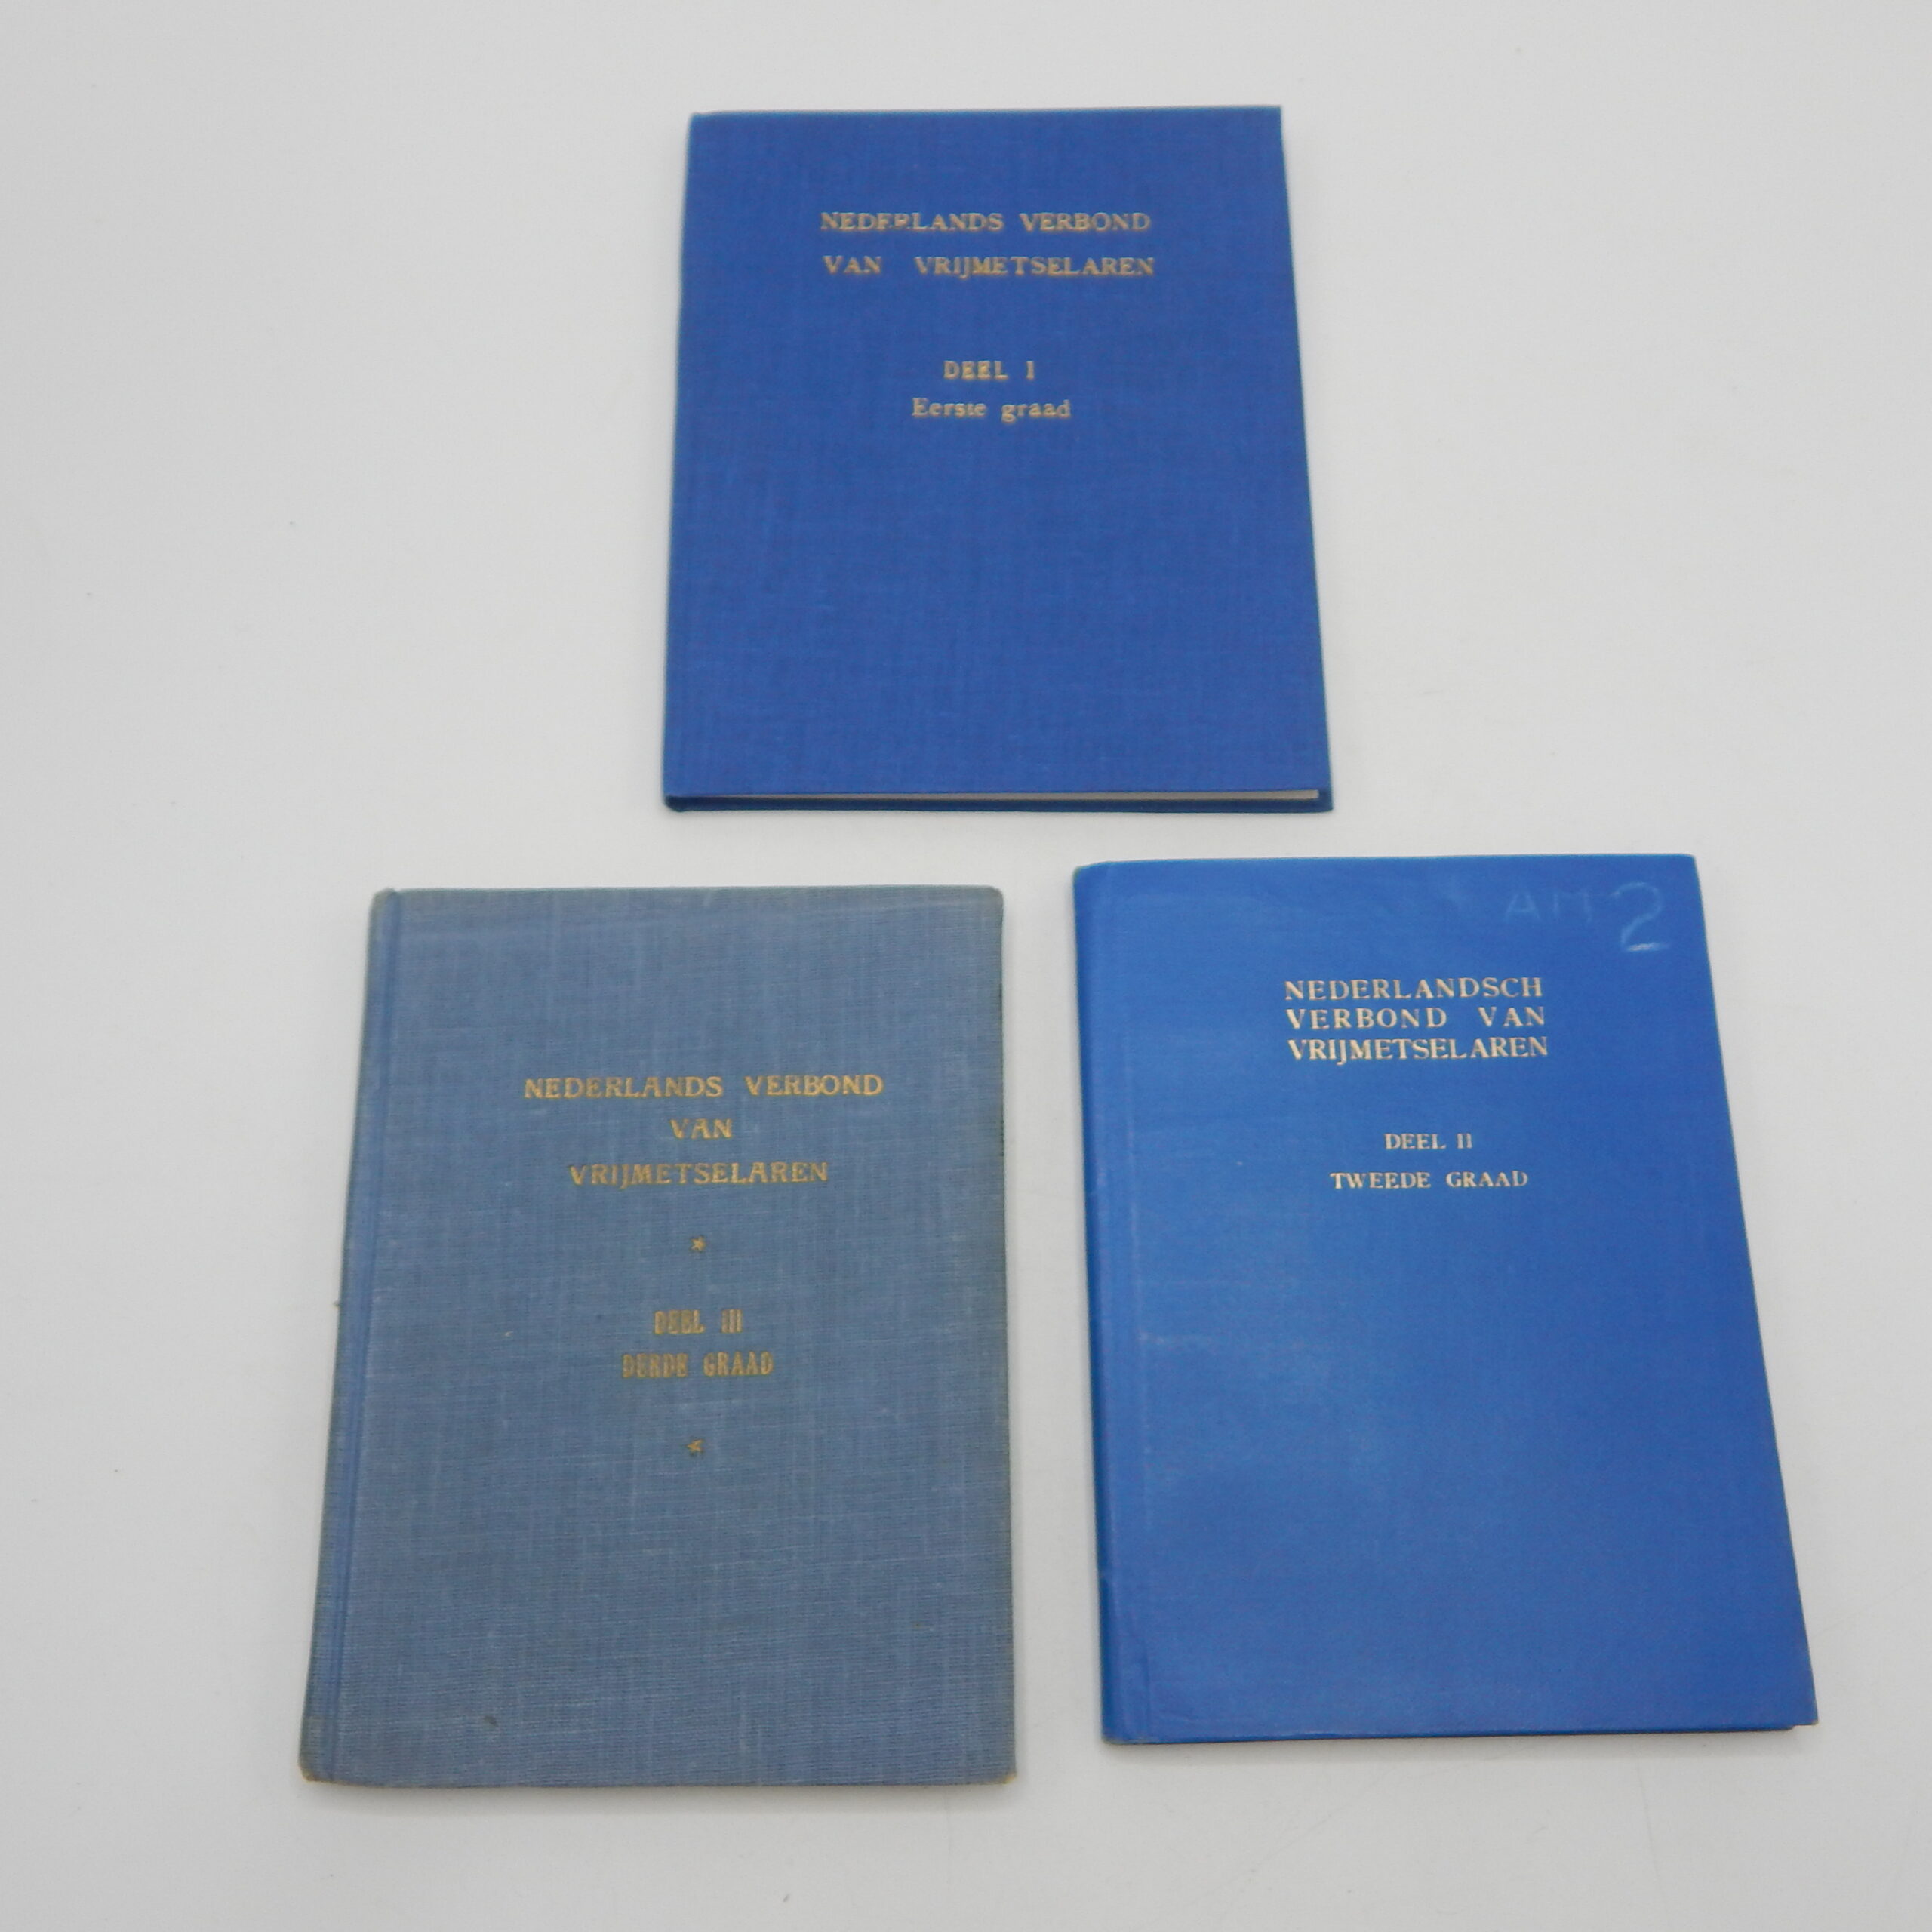 NEDERLANDS VERBOND
VAN VRIJMETSELAREN
DEEL I
Eerste graad
NEDERLANDS VERBOND
VAN
VRIJMETSELAREN
*
DEEL III
DERDE GRAAD
*
AM 2
NEDERLANDSCH
VERBOND VAN
VRIJMETSELAREN
DEEL II
TWEEDE GRAAD